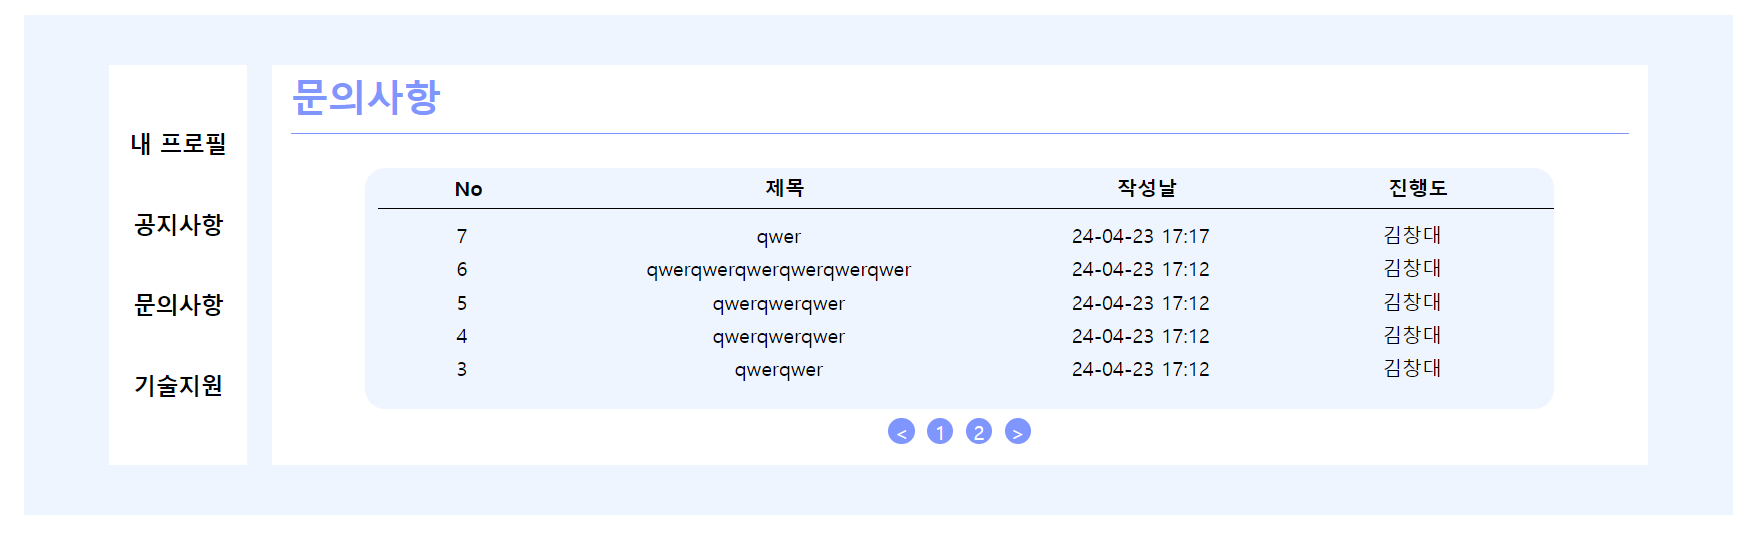 내 프로필
공지사항
문의사항
기술지원
문의사항
No 제목 작성날 진행도
7 qwer 24-04-23 17:17 김창대
6 qwerqwerqwerqwerqwerqwer 24-04-23 17:12 김창대
5 qwerqwerqwer 24-04-23 17:12 김창대
4 qwerqwerqwer 24-04-23 17:12 김창대
3 qwerqwer 24-04-23 17:12 김창대
< 1 2 >